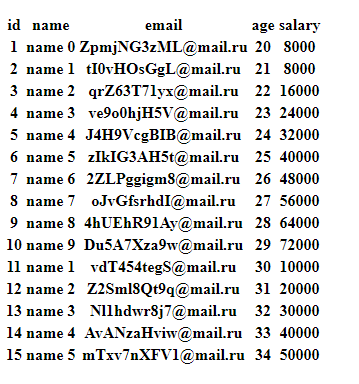 id name email age salary
1 name 0 ZpmjNG3zML@mail.ru 20 8000
2 name 1 tI0vHOsGgL@mail.ru 21 8000
3 name 2 qrZ63T71yx@mail.ru 22 16000
4 name 3 ve9o0hjH5V@mail.ru 23 24000
5 name 4 J4H9VcgBIB@mail.ru 24 32000
6 name 5 zIkIG3AH5t@mail.ru 25 40000
7 name 6 2ZLPggigm8@mail.ru 26 48000
8 name 7 oJvGfsrhdI@mail.ru 27 56000
9 name 8 4hUEhR91Ay@mail.ru 28 64000
10 name 9 Du5A7Xza9w@mail.ru 29 72000
11 name 1 vdT454tegS@mail.ru 30 10000
12 name 2 Z2Sml8Qt9q@mail.ru 31 20000
13 name 3 Nl1hdwr8j7@mail.ru 32 30000
14 name 4 AvANzaHviw@mail.ru 33 40000
15 name 5 mTxv7nXFV1@mail.ru 34 50000